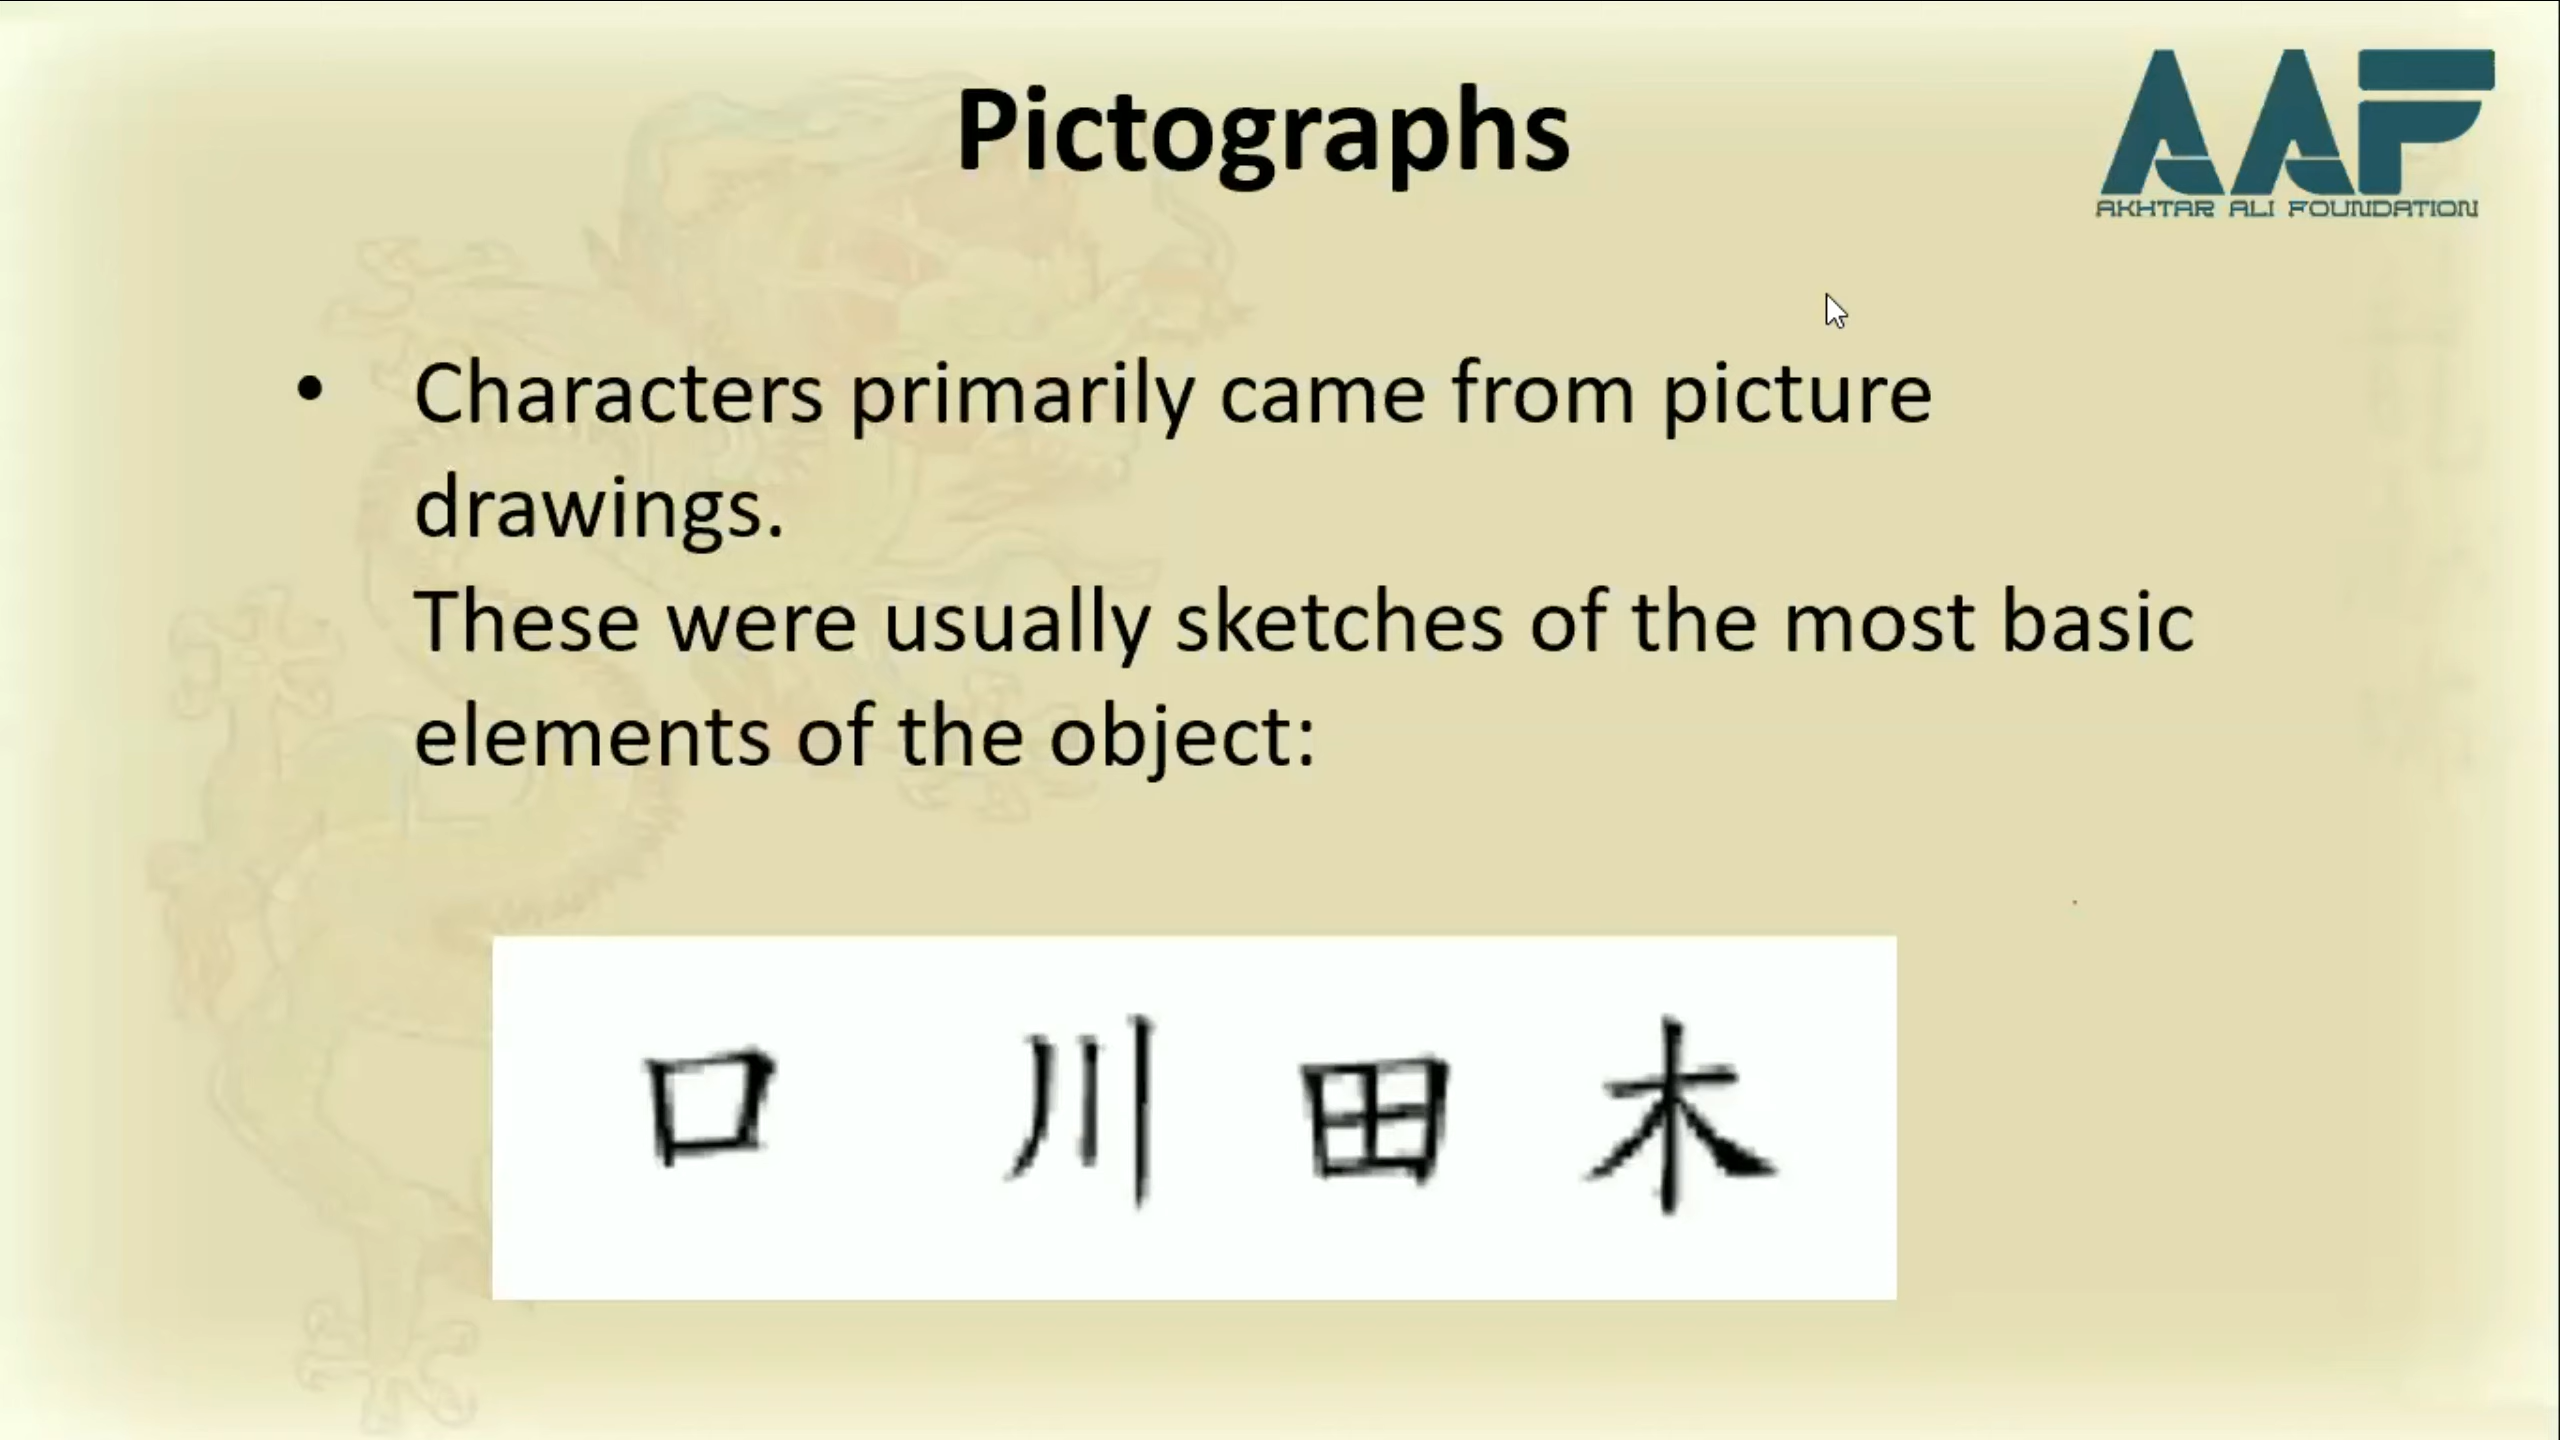 Pictographs
AAF
AKHTAR ALI FOUNDATION
• Characters primarily came from picture
drawings.
These were usually sketches of the most basic
elements of the object:
口 川 田 木